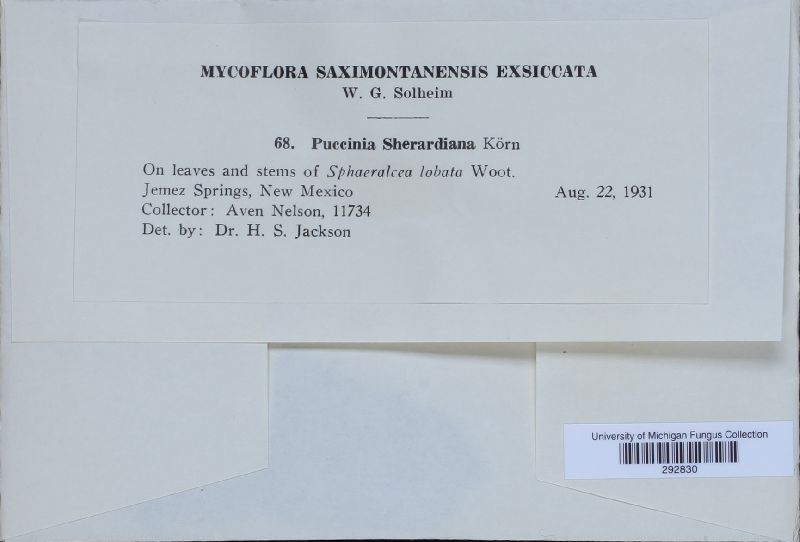 MYCOFLORA SAXIMONTANENSIS EXSICCATA
W. G. Solheim
68. Puccinia Sherardiana Körn
On leaves and stems of Sphaeralcea lobata Woot.
Jemez Springs, New Mexico Aug. 22, 1931
Collector: Aven Nelson, 11734
Det. by: Dr. H. S. Jackson
University of Michigan Fungus Collection
292830